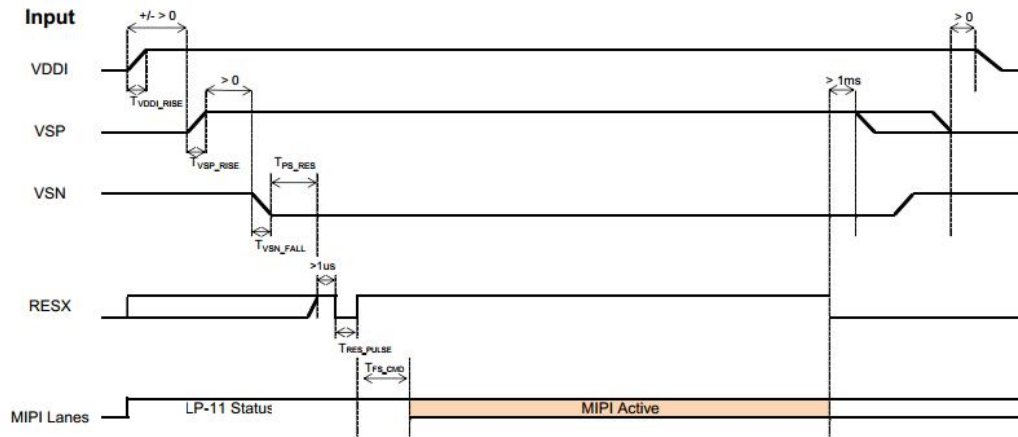 Input
+/- > 0
> 0
VDDI
TVDDI_RISE
> 0
> 1ms
VSP
TVSP_RISE
TPS_RES
VSN
TVSN_FALL
>1us
RESX
TRES_PULSE
TFS_CMD
MIPI Lanes
LP-11 Status
MIPI Active